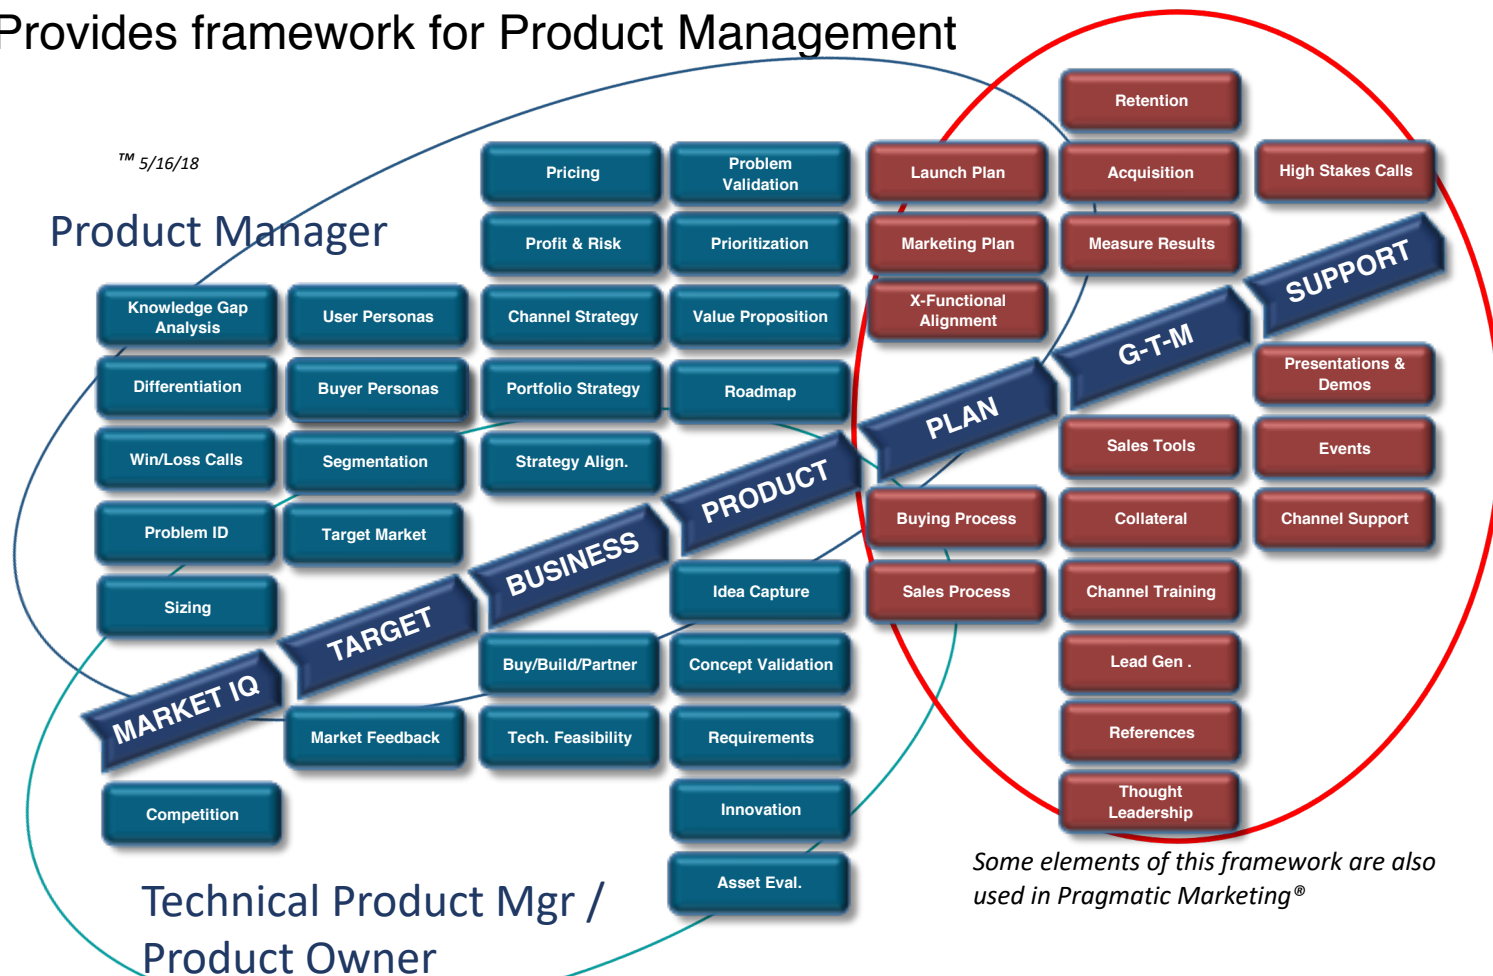 Provides framework for Product Management
™ 5/16/18
Product Manager
Knowledge Gap
Analysis
Differentiation
Win/Loss Calls
Problem ID
Sizing
MARKET IQ
Competition
User Personas
Buyer Personas
Segmentation
Target Market
TARGET
Market Feedback
Pricing
Profit & Risk
Channel Strategy
Portfolio Strategy
Strategy Align.
BUSINESS
Buy/Build/Partner
Tech. Feasibility
Problem
Validation
Prioritization
Value Proposition
Roadmap
PRODUCT
Idea Capture
Concept Validation
Requirements
Innovation
Asset Eval.
Launch Plan
Marketing Plan
X-Functional
Alignment
PLAN
Buying Process
Sales Process
Retention
Acquisition
Measure Results
G-T-M
Sales Tools
Collateral
Channel Training
Lead Gen .
References
Thought
Leadership
High Stakes Calls
SUPPORT
Presentations &
Demos
Events
Channel Support
Technical Product Mgr /
Product Owner
Some elements of this framework are also
used in Pragmatic Marketing®